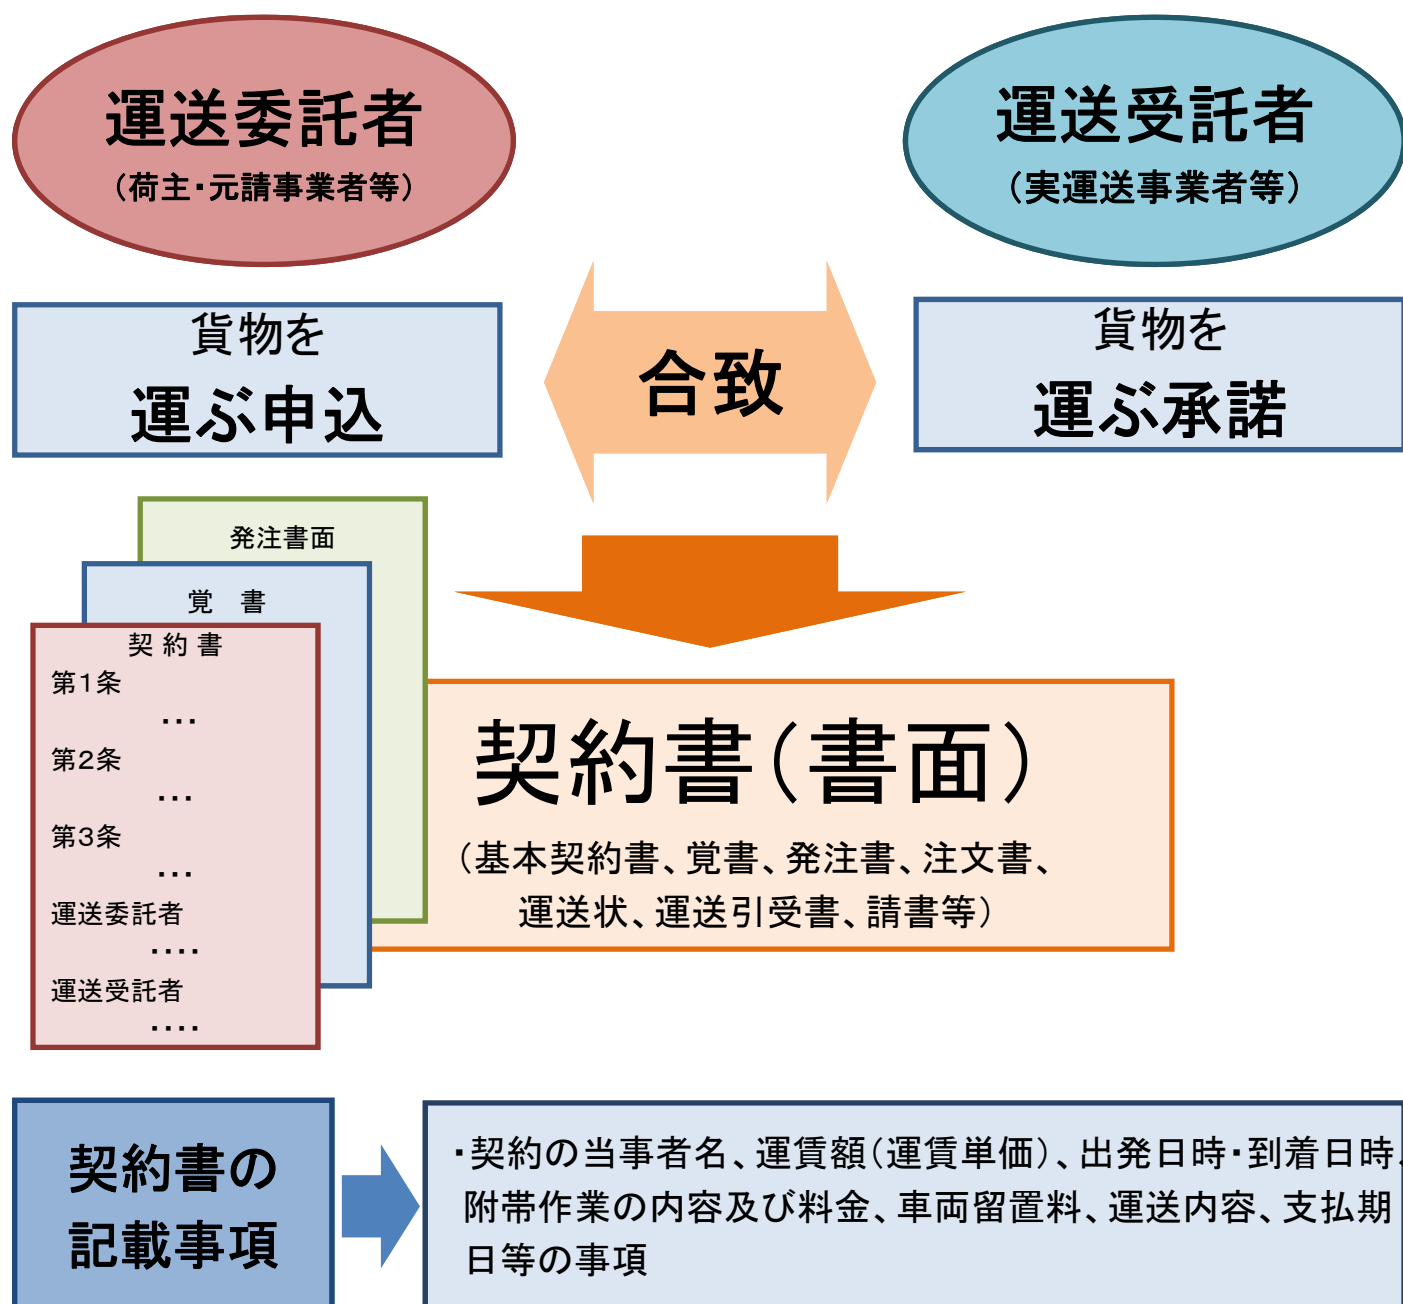 運送委託者
（荷主・元請事業者等）
運送受託者
（実運送事業者等）
貨物を
運ぶ申込
合致
貨物を
運ぶ承諾
発注書面
覚　書
契 約 書
第１条
…
第２条
…
第３条
…
運送委託者
‥‥
運送受託者
‥‥
契約書（書面）
（基本契約書、覚書、発注書、注文書、
運送状、運送引受書、請書等）
契約書の
記載事項
・契約の当事者名、運賃額（運賃単価）、出発日時・到着日時、
附帯作業の内容及び料金、車両留置料、運送内容、支払期
日等の事項